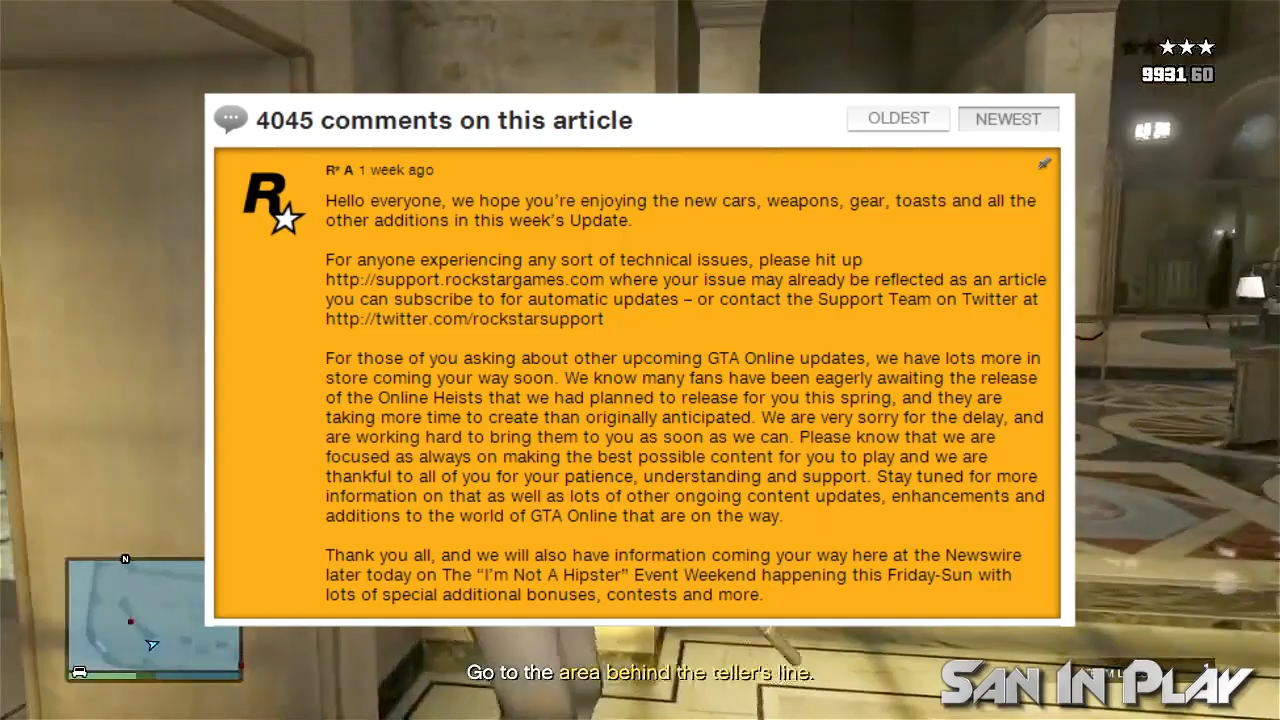 9931 60
4045 comments on this article
OLDEST
NEWEST
R* A 1 week ago
Hello everyone, we hope you’re enjoying the new cars, weapons, gear, toasts and all the
other additions in this week’s Update.
For anyone experiencing any sort of technical issues, please hit up
http://support.rockstargames.com where your issue may already be reflected as an article
you can subscribe to for automatic updates – or contact the Support Team on Twitter at
http://twitter.com/rockstarsupport
For those of you asking about other upcoming GTA Online updates, we have lots more in
store coming your way soon. We know many fans have been eagerly awaiting the release
of the Online Heists that we had planned to release for you this spring, and they are
taking more time to create than originally anticipated. We are very sorry for the delay, and
are working hard to bring them to you as soon as we can. Please know that we are
focused as always on making the best possible content for you to play and we are
thankful to all of you for your patience, understanding and support. Stay tuned for more
information on that as well as lots of other ongoing content updates, enhancements and
additions to the world of GTA Online that are on the way.
Thank you all, and we will also have information coming your way here at the Newswire
later today on The “I’m Not A Hipster” Event Weekend happening this Friday-Sun with
lots of special additional bonuses, contests and more.
R
N
Go to the area behind the teller's line.
SAN IN PLAY